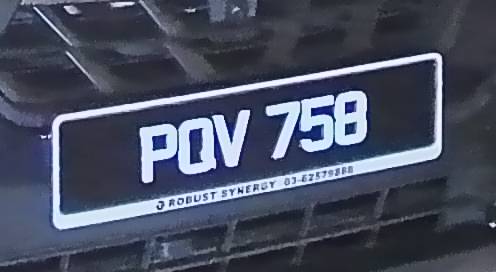 PQV 758
ROBUST SYNERGY 03-62579888